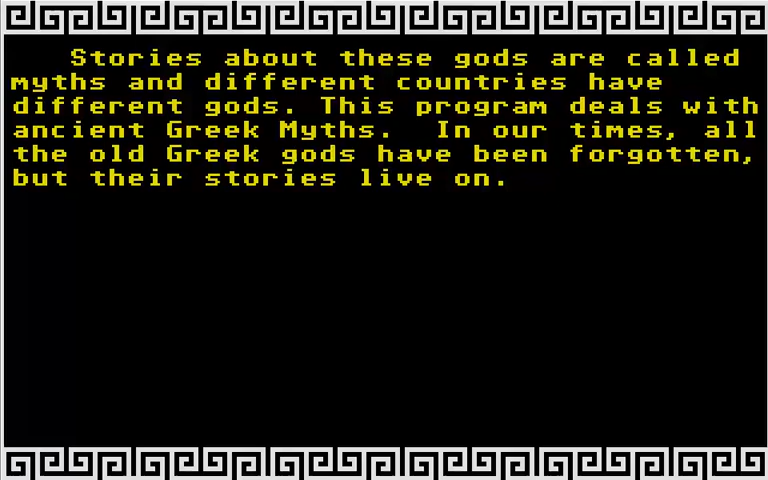 Stories about these gods are called
myths and different countries have
different gods. This program deals with
ancient Greek Myths.  In our times, all
the old Greek gods have been forgotten,
but their stories live on.